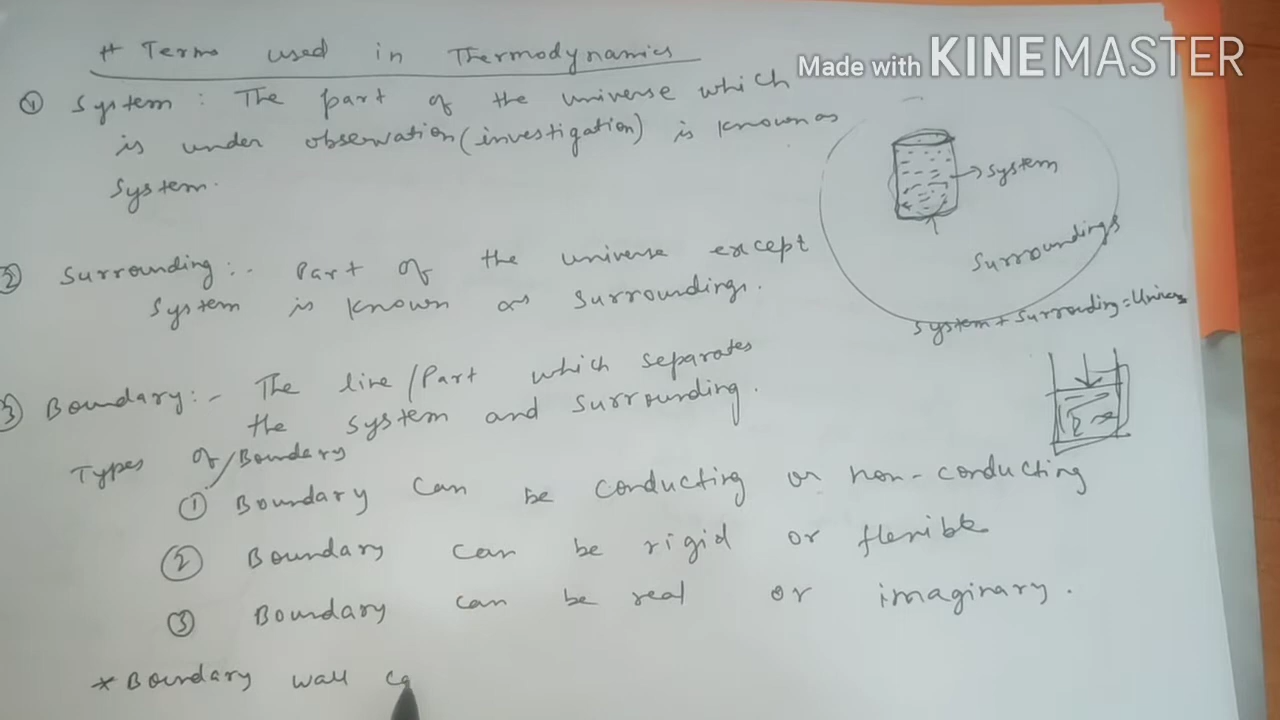 # Terms used in Thermodynamics
Made with KINEMASTER
① System : The part of the universe which
is under observation (investigation) is known as
system.
→ system
Surroundings
System + Surrounding = Univers
② Surrounding :- Part of the universe except
system is known as surroundings.
③ Boundary :- The line/Part which separates
the system and surrounding.
Types of Boundary
① Boundary can be conducting or non-conducting
② Boundary can be rigid or flexible
③ Boundary can be real or imaginary.
* Boundary wall ca